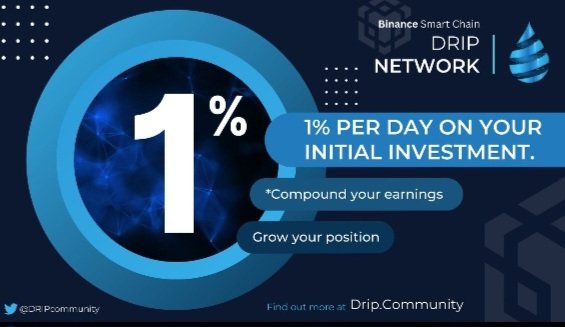 Binance Smart Chain
DRIP
NETWORK
1%
1% PER DAY ON YOUR
INITIAL INVESTMENT.
*Compound your earnings
Grow your position
@DRIPcommunity
Find out more at Drip.Community